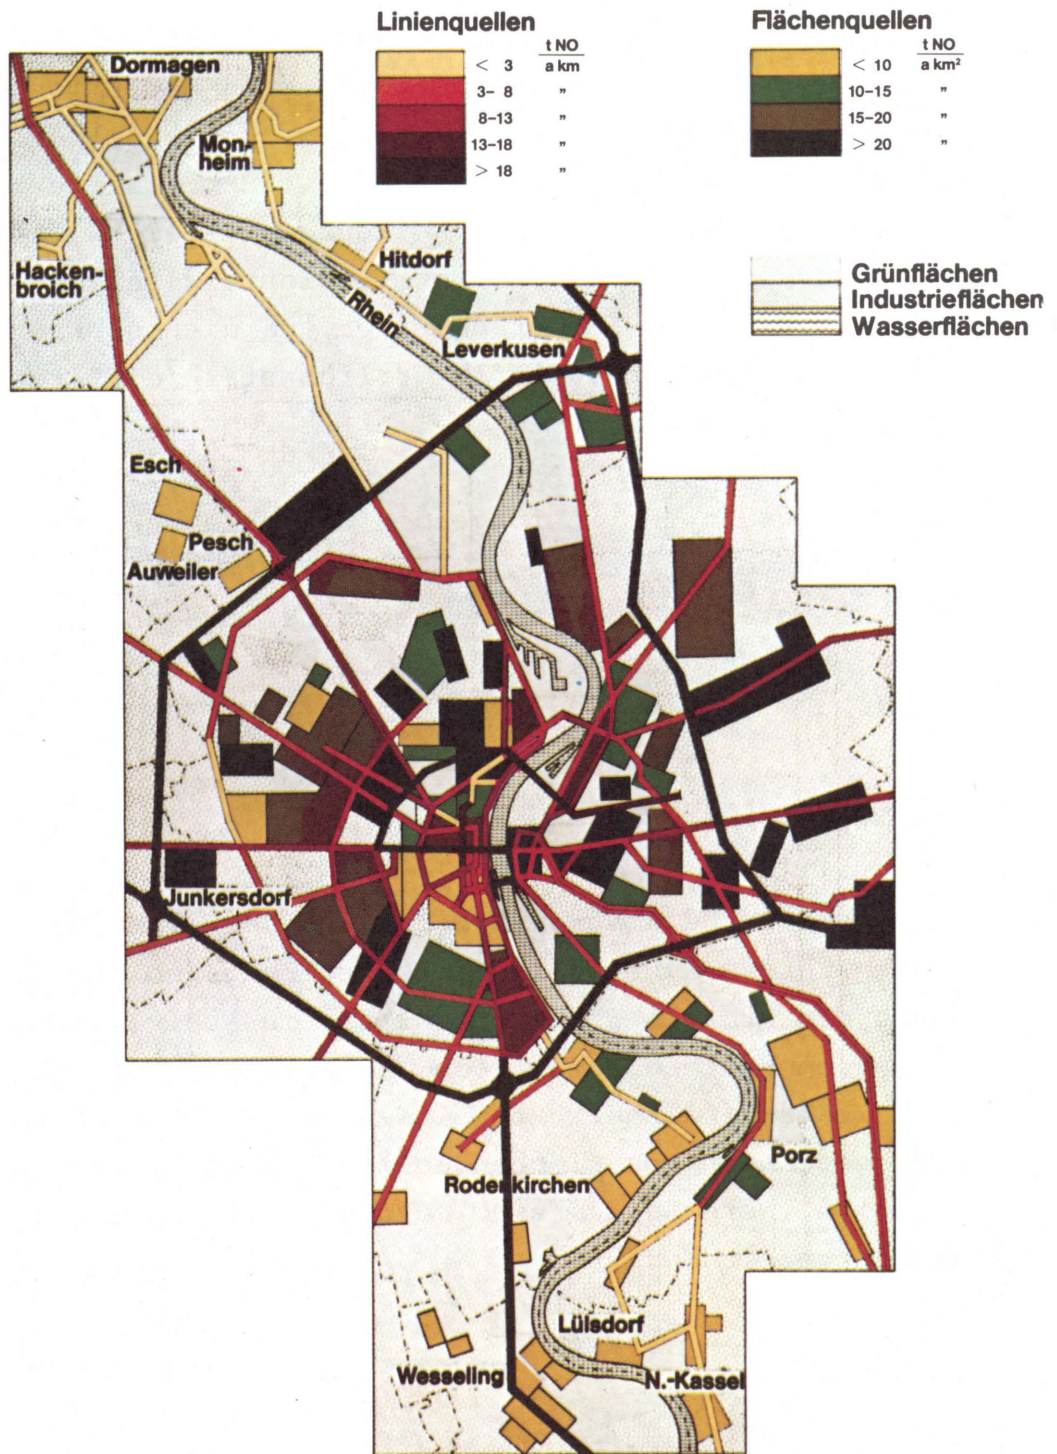 Linienquellen
t NO
a km
< 3
3– 8 "
8–13 "
13–18 "
> 18 "
Flächenquellen
t NO
a km²
< 10
10–15 "
15–20 "
> 20 "
Grünflächen
Industrieflächen
Wasserflächen
Dormagen
Mon-
heim
Hacken-
broich
Hitdorf
Rhein
Leverkusen
Esch
Pesch
Auweiler
Junkersdorf
Porz
Rodenkirchen
Lülsdorf
Wesseling
N.-Kassel